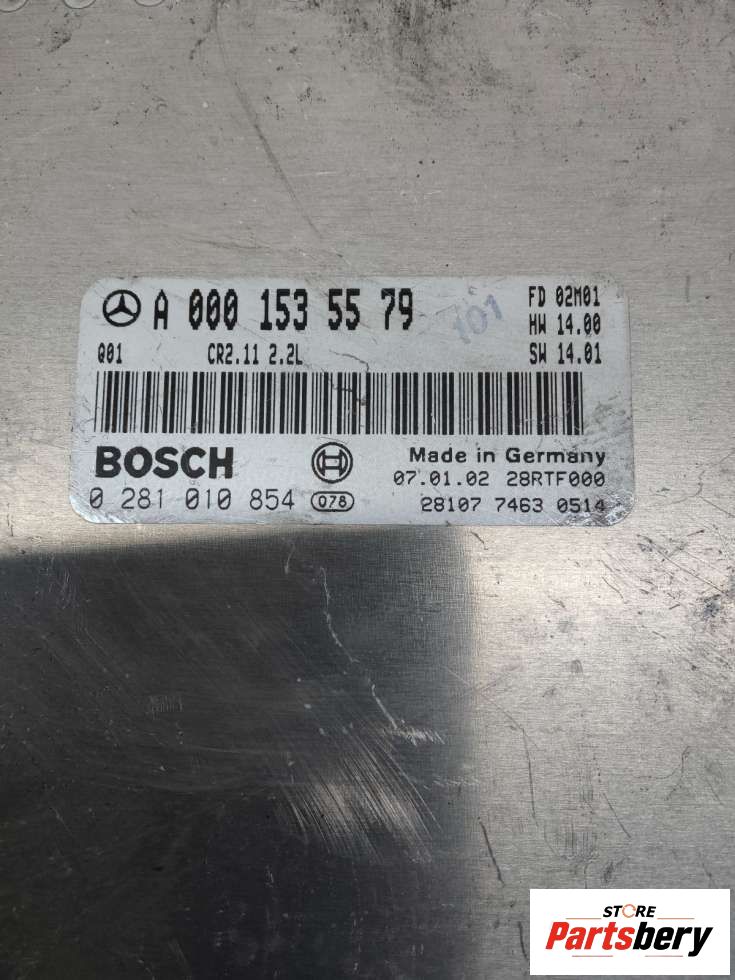 A 000 153 55 79
101
FD 02M01
HW 14.00
Q01 CR2.11 2.2L
SW 14.01
BOSCH
Made in Germany
07.01.02 28RTF000
0 281 010 854 078
28107 7463 0514
STORE
Partsbery